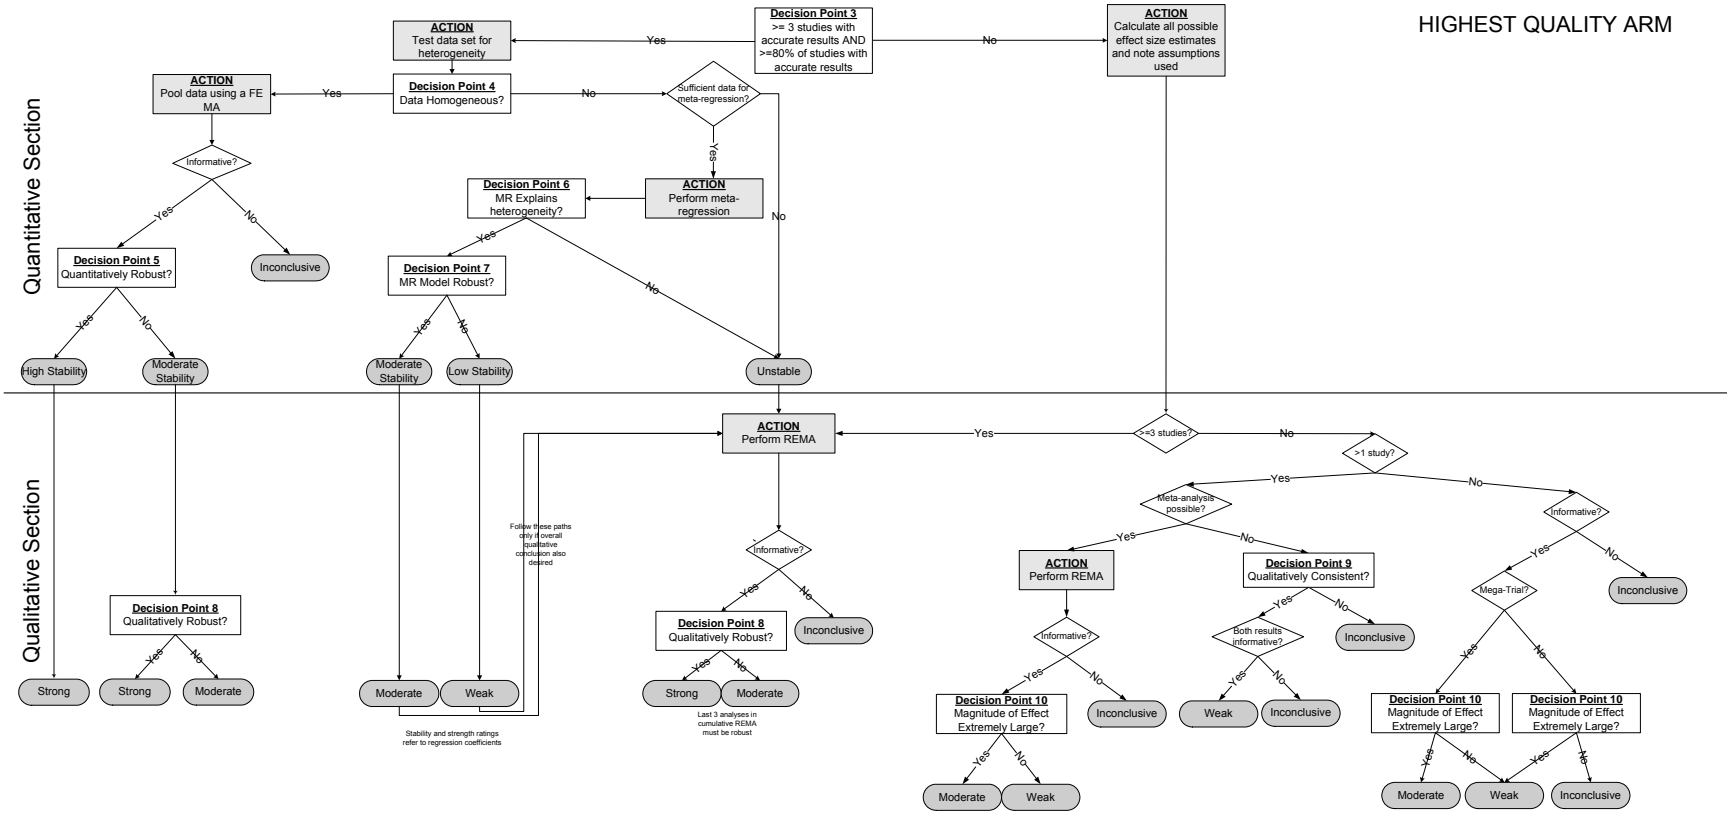 HIGHEST QUALITY ARM
Decision Point 3
>= 3 studies with
accurate results AND
>=80% of studies with
accurate results
Yes
No
ACTION
Test data set for
heterogeneity
ACTION
Calculate all possible
effect size estimates
and note assumptions
used
Decision Point 4
Data Homogeneous?
Yes
No
ACTION
Pool data using a FE
MA
Sufficient data for
meta-regression?
Yes
No
Informative?
Yes
No
ACTION
Perform meta-
regression
Decision Point 6
MR Explains
heterogeneity?
Yes
No
Quantitative Section
Decision Point 5
Quantitatively Robust?
Yes
No
Inconclusive
Decision Point 7
MR Model Robust?
Yes
No
High Stability
Moderate
Stability
Moderate
Stability
Low Stability
Unstable
Qualitative Section
ACTION
Perform REMA
>=3 studies?
Yes
No
>1 study?
Yes
No
Follow these paths
only if overall
qualitative
conclusion also
desired
Meta-analysis
possible?
Yes
No
Informative?
Yes
No
Informative?
Yes
No
ACTION
Perform REMA
Decision Point 9
Qualitatively Consistent?
Yes
No
Mega-Trial?
Yes
No
Inconclusive
Decision Point 8
Qualitatively Robust?
Yes
No
Decision Point 8
Qualitatively Robust?
Yes
No
Inconclusive
Informative?
Yes
No
Both results
informative?
Yes
No
Inconclusive
Strong
Strong
Moderate
Moderate
Weak
Strong
Moderate
Last 3 analyses in
cumulative REMA
must be robust
Stability and strength ratings
refer to regression coefficients
Decision Point 10
Magnitude of Effect
Extremely Large?
Yes
No
Inconclusive
Weak
Inconclusive
Decision Point 10
Magnitude of Effect
Extremely Large?
Yes
No
Decision Point 10
Magnitude of Effect
Extremely Large?
Yes
No
Moderate
Weak
Moderate
Weak
Inconclusive